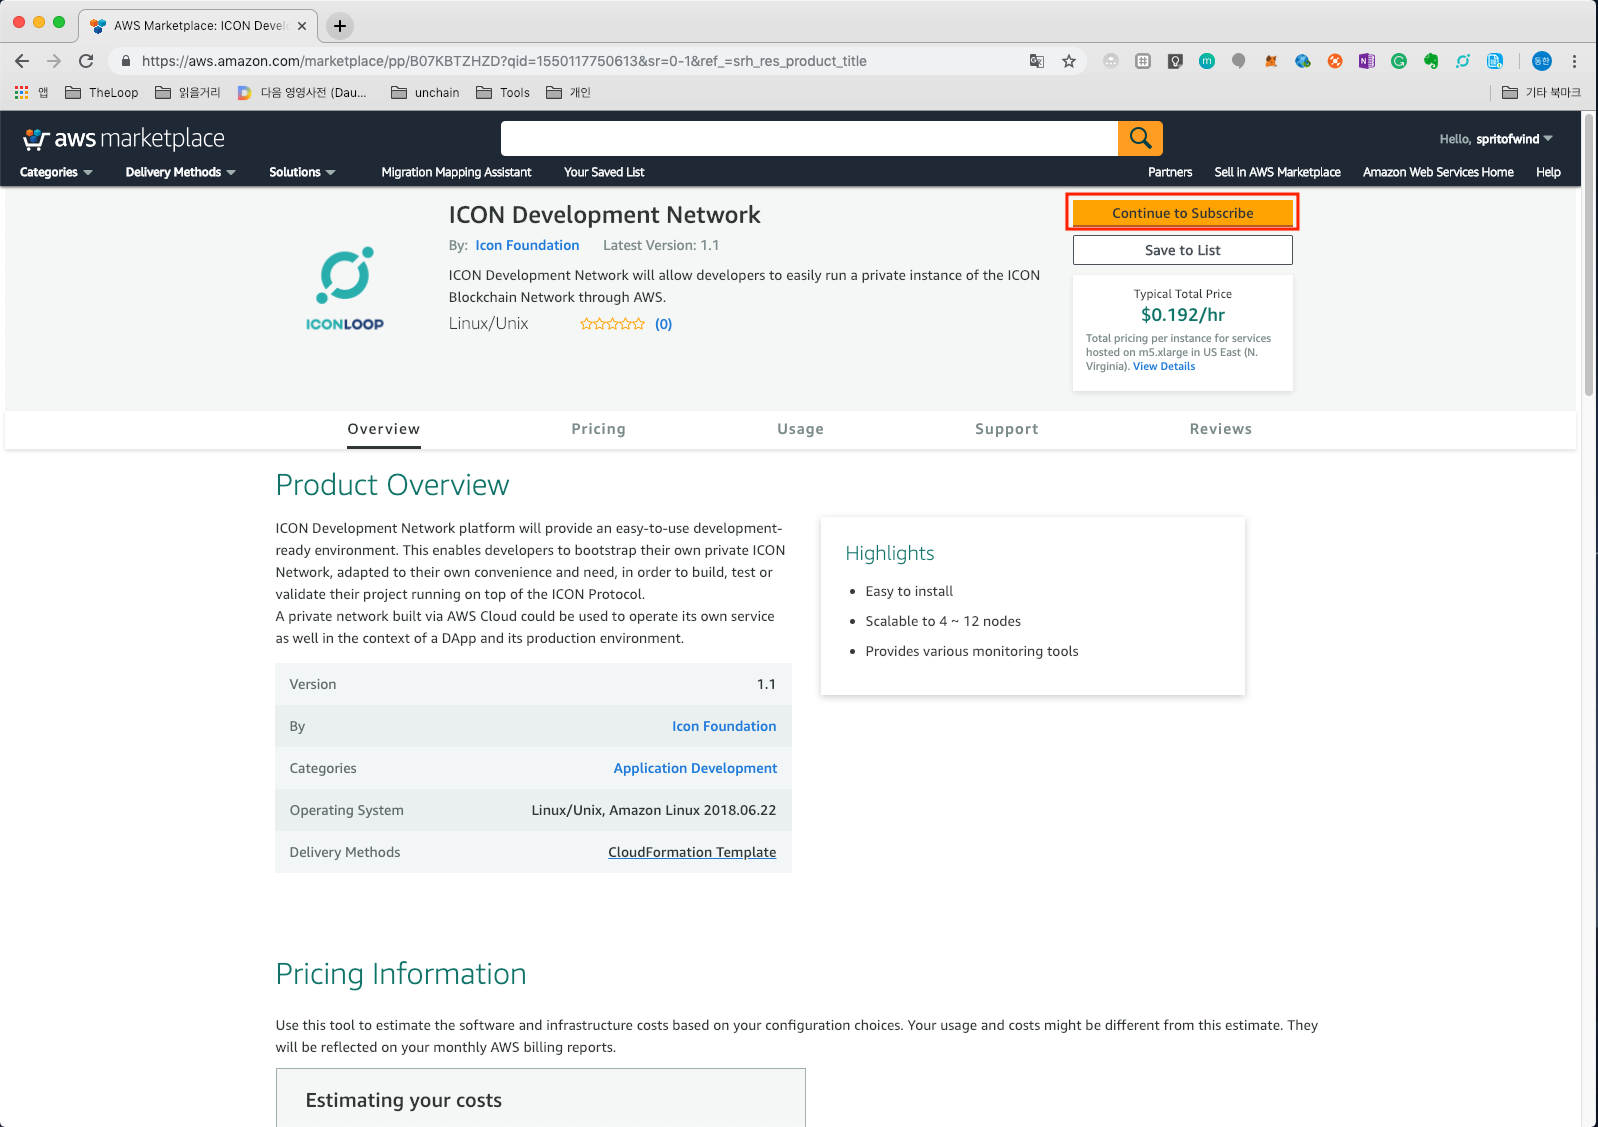 AWS Marketplace: ICON Devel
https://aws.amazon.com/marketplace/pp/B07KBTZHZD?qid=1550117750613&sr=0-1&ref_=srh_res_product_title
앱 TheLoop 읽을거리 다음 영영사전 (Dau... unchain Tools 개인 기타 북마크
aws marketplace
Hello, spritofwind
Categories Delivery Methods Solutions Migration Mapping Assistant Your Saved List Partners Sell in AWS Marketplace Amazon Web Services Home Help
ICONLOOP
ICON Development Network
By: Icon Foundation Latest Version: 1.1
ICON Development Network will allow developers to easily run a private instance of the ICON
Blockchain Network through AWS.
Linux/Unix (0)
Continue to Subscribe
Save to List
Typical Total Price
$0.192/hr
Total pricing per instance for services
hosted on m5.xlarge in US East (N.
Virginia). View Details
Overview Pricing Usage Support Reviews
Product Overview
ICON Development Network platform will provide an easy-to-use development-
ready environment. This enables developers to bootstrap their own private ICON
Network, adapted to their own convenience and need, in order to build, test or
validate their project running on top of the ICON Protocol.
A private network built via AWS Cloud could be used to operate its own service
as well in the context of a DApp and its production environment.
Version 1.1
By Icon Foundation
Categories Application Development
Operating System Linux/Unix, Amazon Linux 2018.06.22
Delivery Methods CloudFormation Template
Highlights
Easy to install
Scalable to 4 ~ 12 nodes
Provides various monitoring tools
Pricing Information
Use this tool to estimate the software and infrastructure costs based on your configuration choices. Your usage and costs might be different from this estimate. They
will be reflected on your monthly AWS billing reports.
Estimating your costs